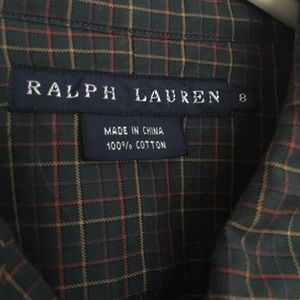 RALPH LAUREN 8
MADE IN CHINA
100% COTTON